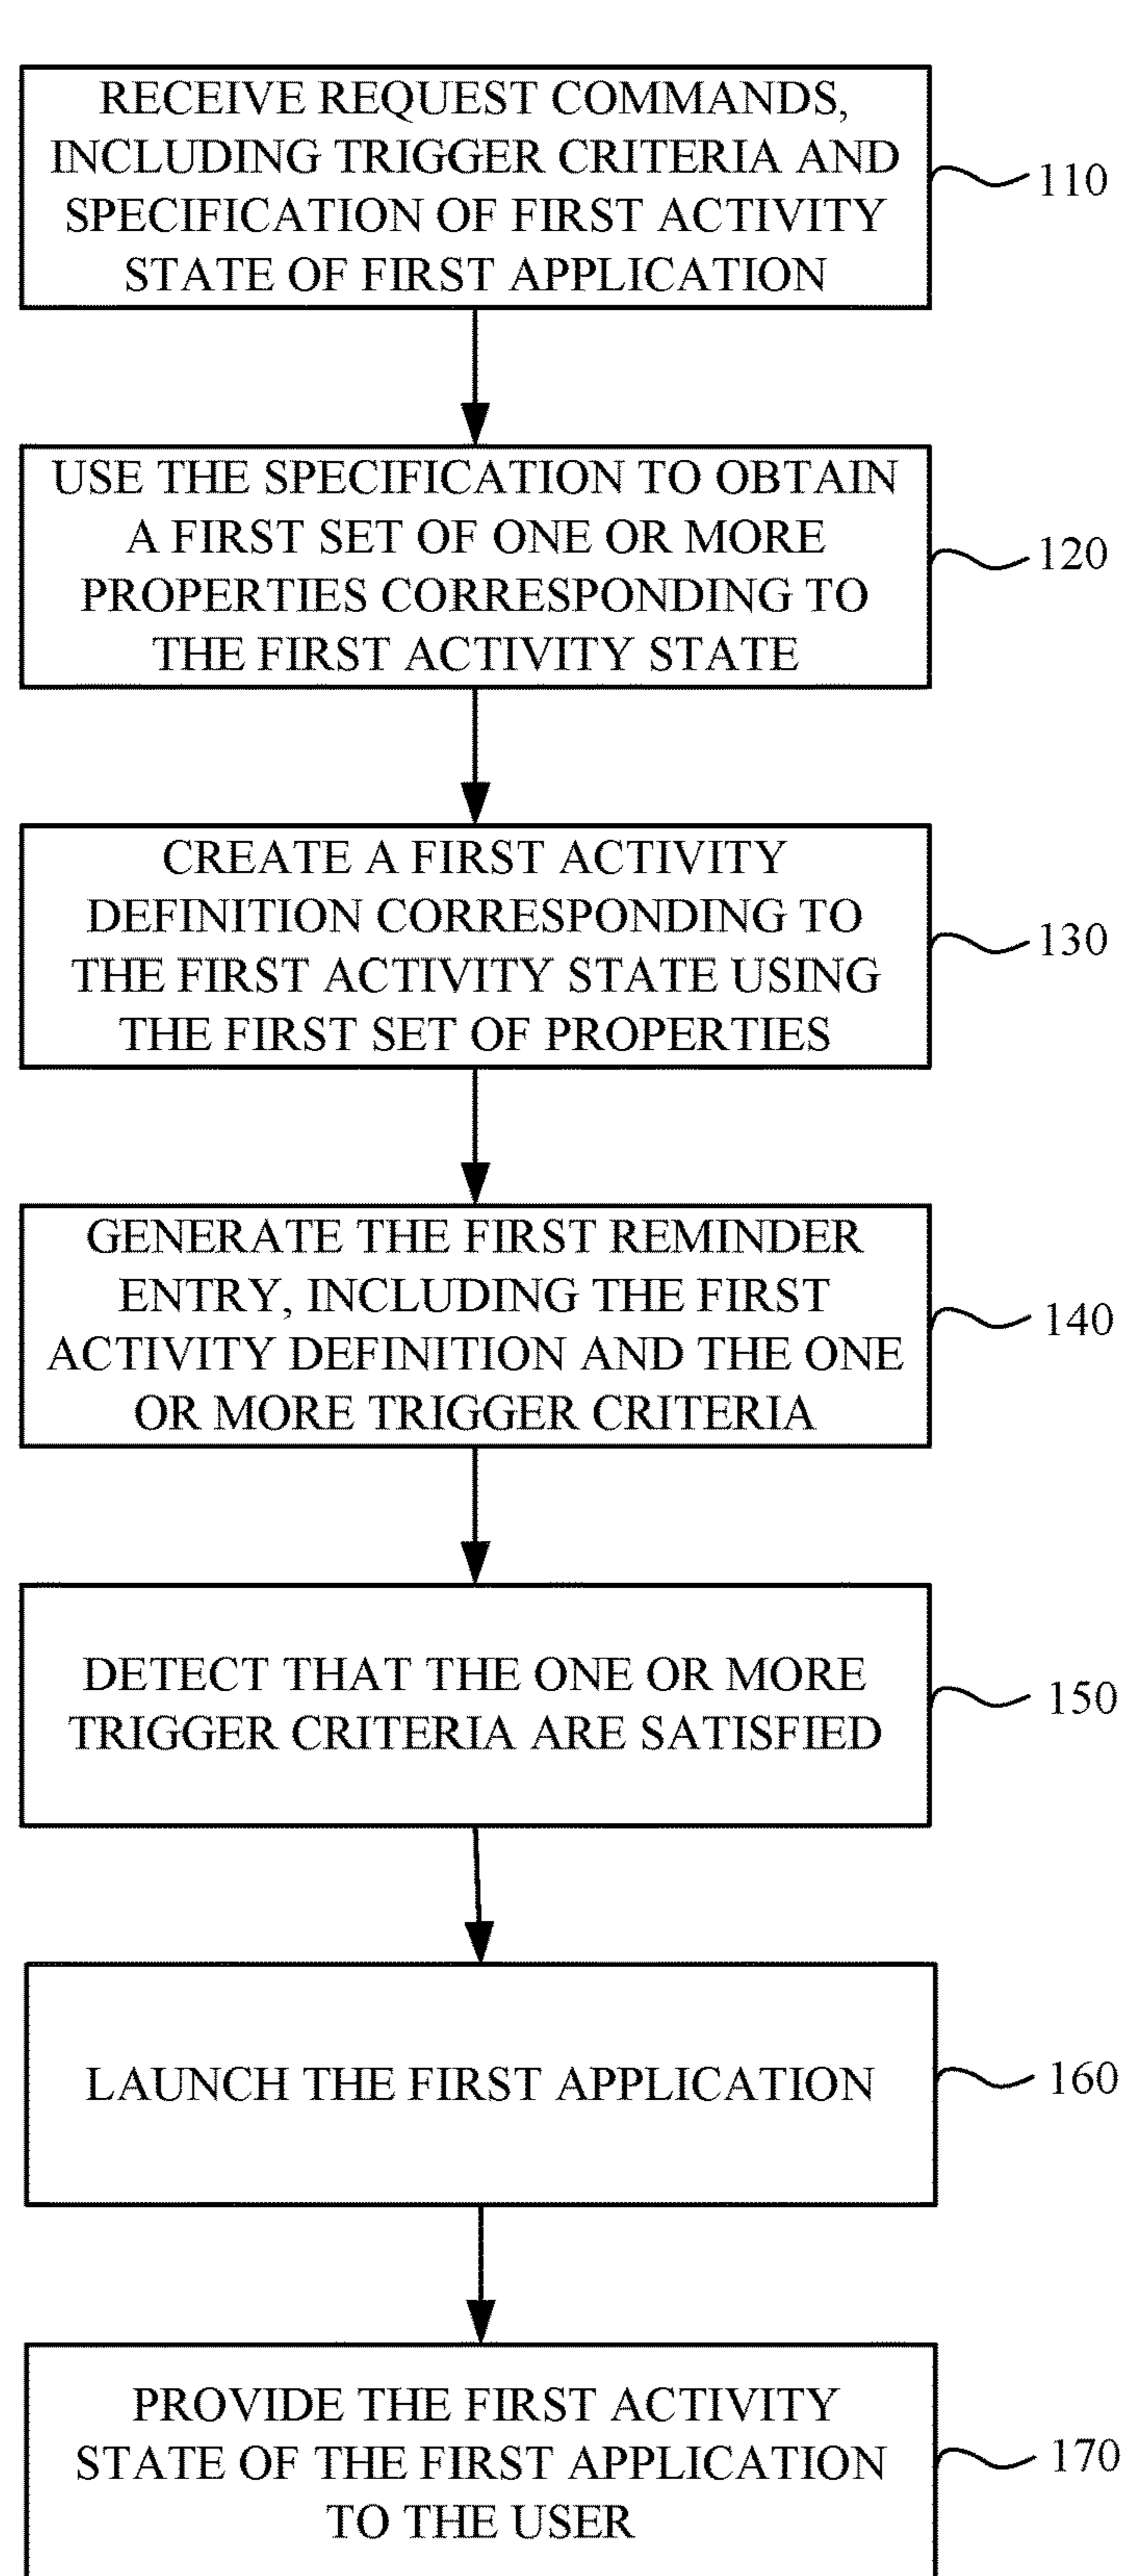 RECEIVE REQUEST COMMANDS,
INCLUDING TRIGGER CRITERIA AND
SPECIFICATION OF FIRST ACTIVITY
STATE OF FIRST APPLICATION
110
USE THE SPECIFICATION TO OBTAIN
A FIRST SET OF ONE OR MORE
PROPERTIES CORRESPONDING TO
THE FIRST ACTIVITY STATE
120
CREATE A FIRST ACTIVITY
DEFINITION CORRESPONDING TO
THE FIRST ACTIVITY STATE USING
THE FIRST SET OF PROPERTIES
130
GENERATE THE FIRST REMINDER
ENTRY, INCLUDING THE FIRST
ACTIVITY DEFINITION AND THE ONE
OR MORE TRIGGER CRITERIA
140
DETECT THAT THE ONE OR MORE
TRIGGER CRITERIA ARE SATISFIED
150
LAUNCH THE FIRST APPLICATION
160
PROVIDE THE FIRST ACTIVITY
STATE OF THE FIRST APPLICATION
TO THE USER
170